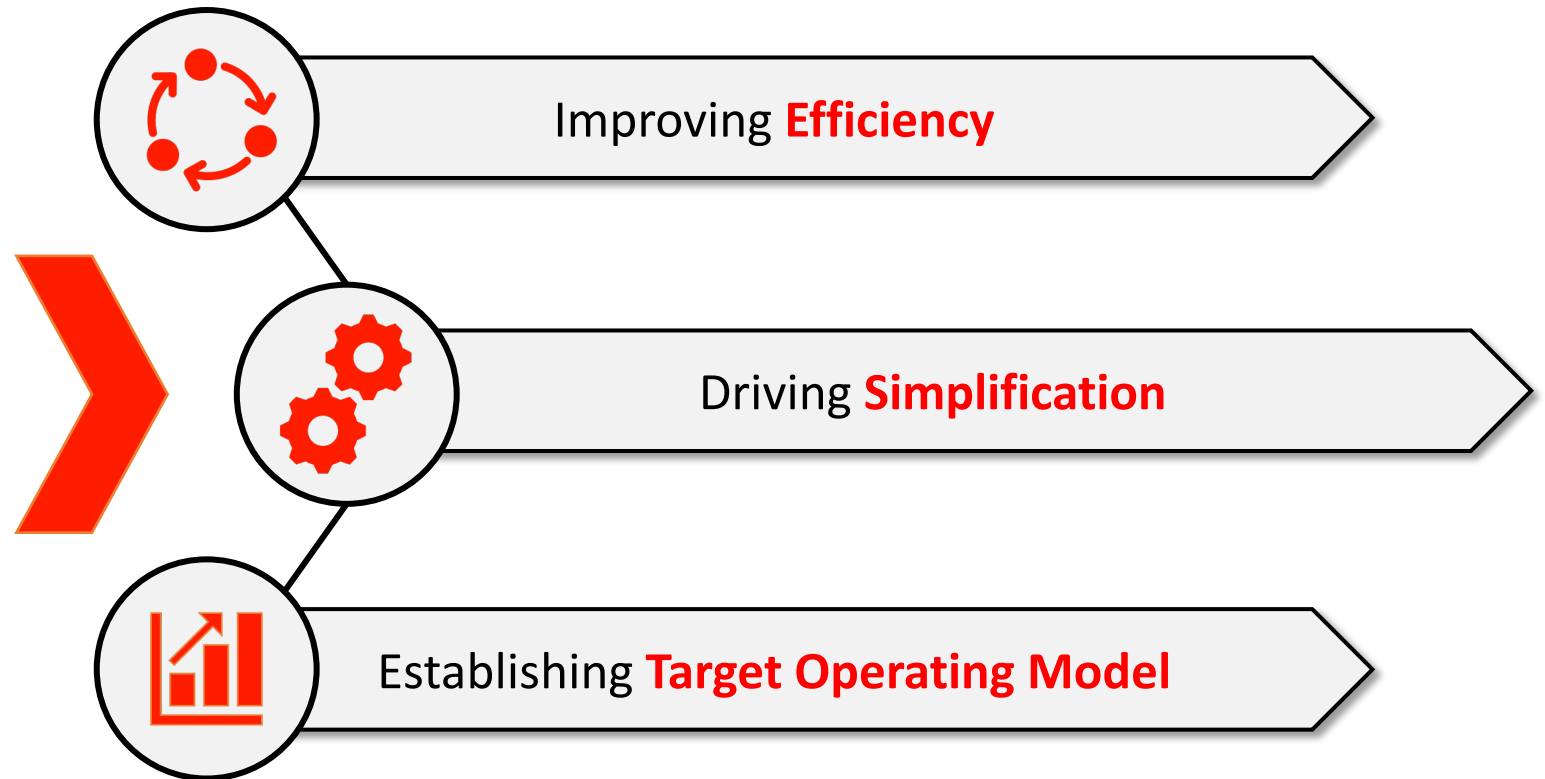 Improving Efficiency
Driving Simplification
Establishing Target Operating Model